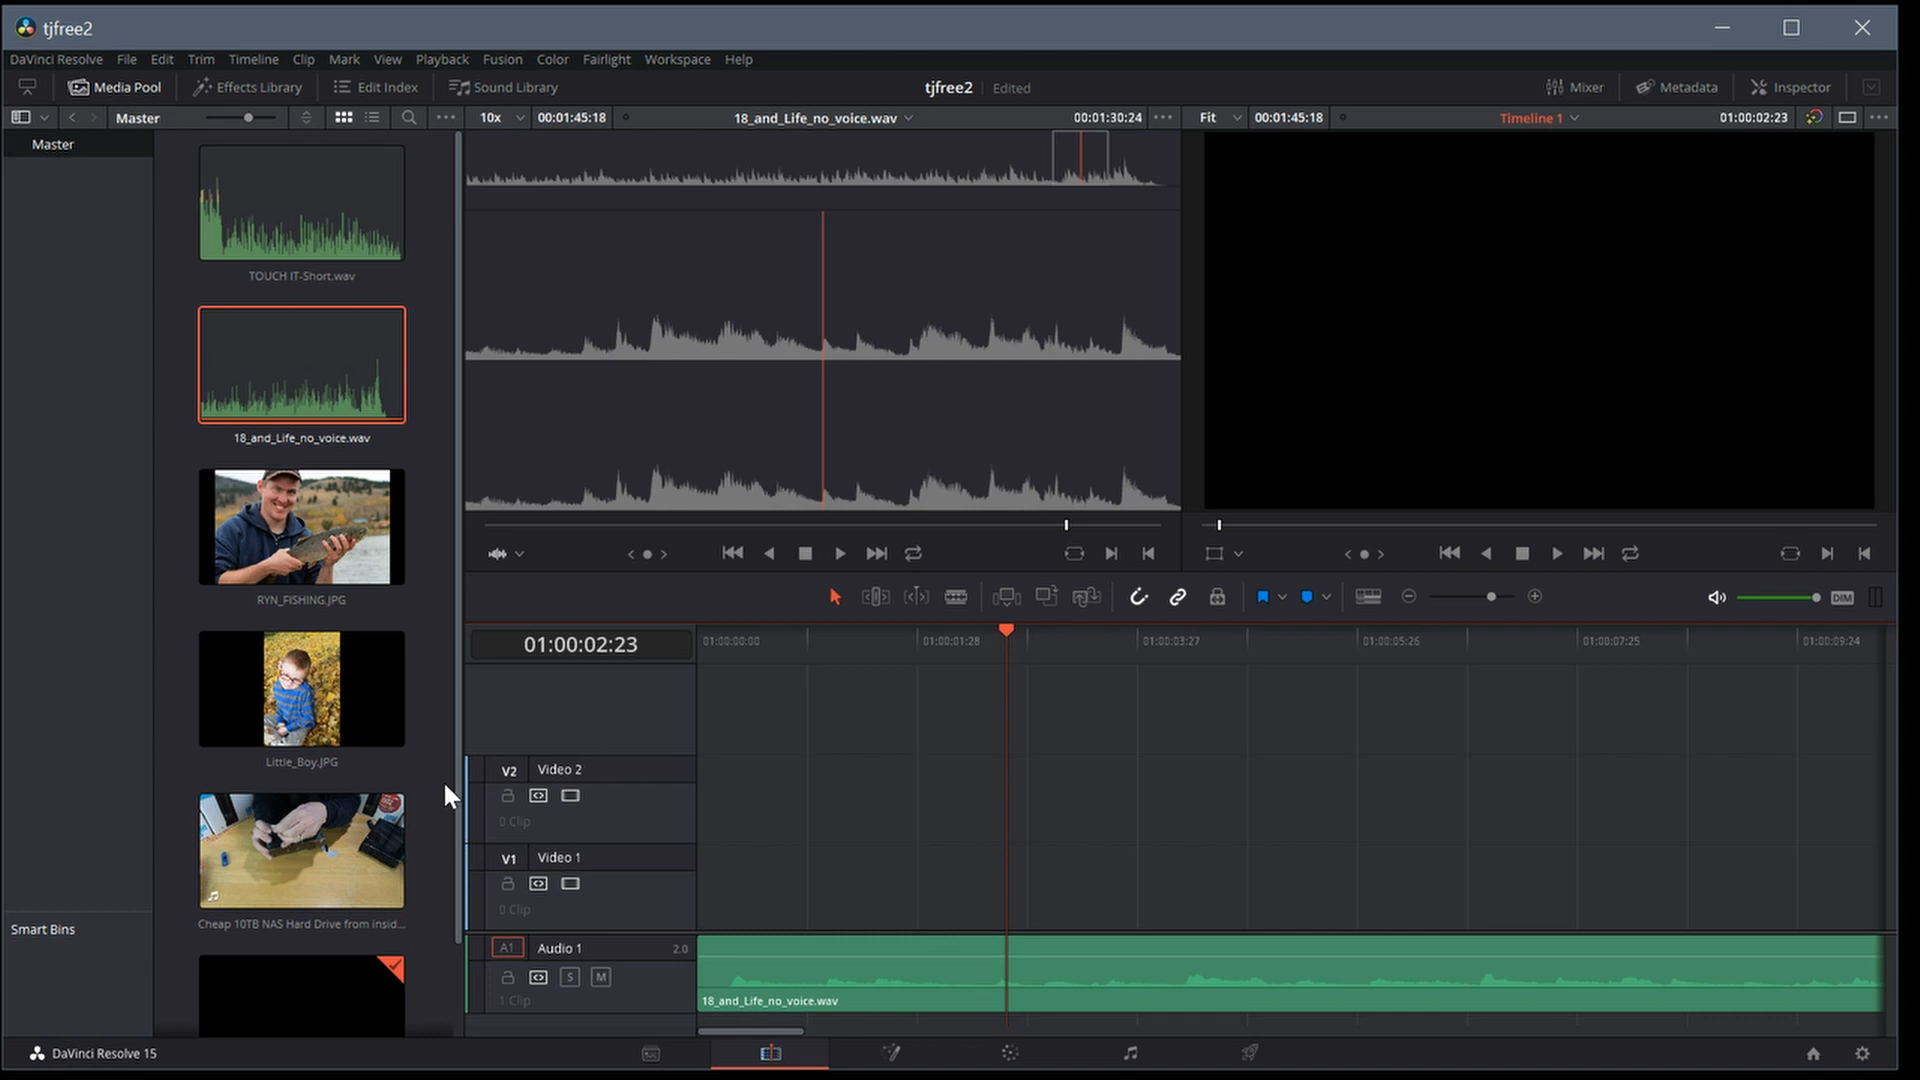 tjfree2
DaVinci Resolve File Edit Trim Timeline Clip Mark View Playback Fusion Color Fairlight Workspace Help
Media Pool Effects Library Edit Index Sound Library tjfree2 Edited Mixer Metadata Inspector
Master 10x 00:01:45:18 18_and_Life_no_voice.wav 00:01:30:24 Fit 00:01:45:18 Timeline 1 01:00:02:23
Master
TOUCH IT-Short.wav
18_and_Life_no_voice.wav
RYN_FISHING.JPG
Little_Boy.JPG
Cheap 10TB NAS Hard Drive from insid...
Smart Bins
DIM
01:00:02:23 01:00:00:00 01:00:01:28 01:00:03:27 01:00:05:26 01:00:07:25 01:00:09:24
V2 Video 2
0 Clip
V1 Video 1
0 Clip
A1 Audio 1 2.0
S M
1 Clip
18_and_Life_no_voice.wav
DaVinci Resolve 15